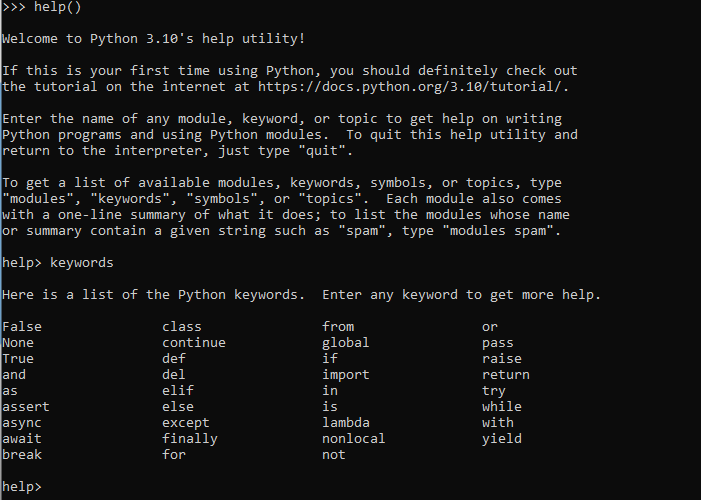 >>> help()
Welcome to Python 3.10's help utility!
If this is your first time using Python, you should definitely check out
the tutorial on the internet at https://docs.python.org/3.10/tutorial/.
Enter the name of any module, keyword, or topic to get help on writing
Python programs and using Python modules.  To quit this help utility and
return to the interpreter, just type "quit".
To get a list of available modules, keywords, symbols, or topics, type
"modules", "keywords", "symbols", or "topics".  Each module also comes
with a one-line summary of what it does; to list the modules whose name
or summary contain a given string such as "spam", type "modules spam".
help> keywords
Here is a list of the Python keywords.  Enter any keyword to get more help.
False               class               from                or
None                continue            global              pass
True                def                 if                  raise
and                 del                 import              return
as                  elif                in                  try
assert              else                is                  while
async               except              lambda              with
await               finally             nonlocal            yield
break               for                 not
help>